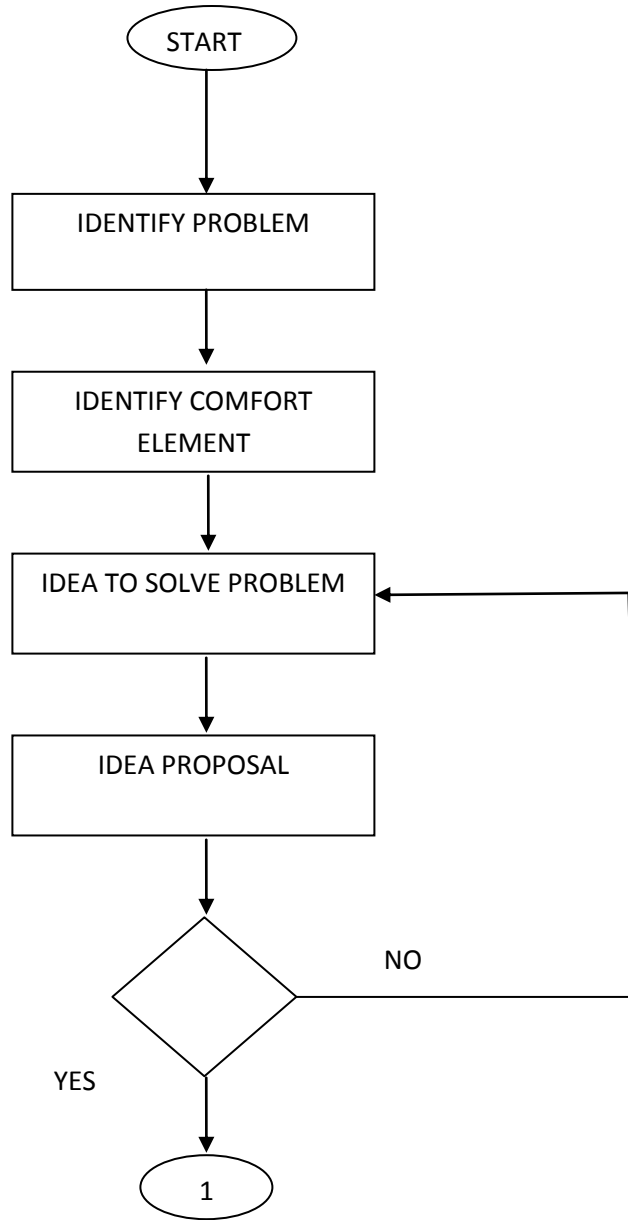 START
IDENTIFY PROBLEM
IDENTIFY COMFORT
ELEMENT
IDEA TO SOLVE PROBLEM
IDEA PROPOSAL
NO
YES
1